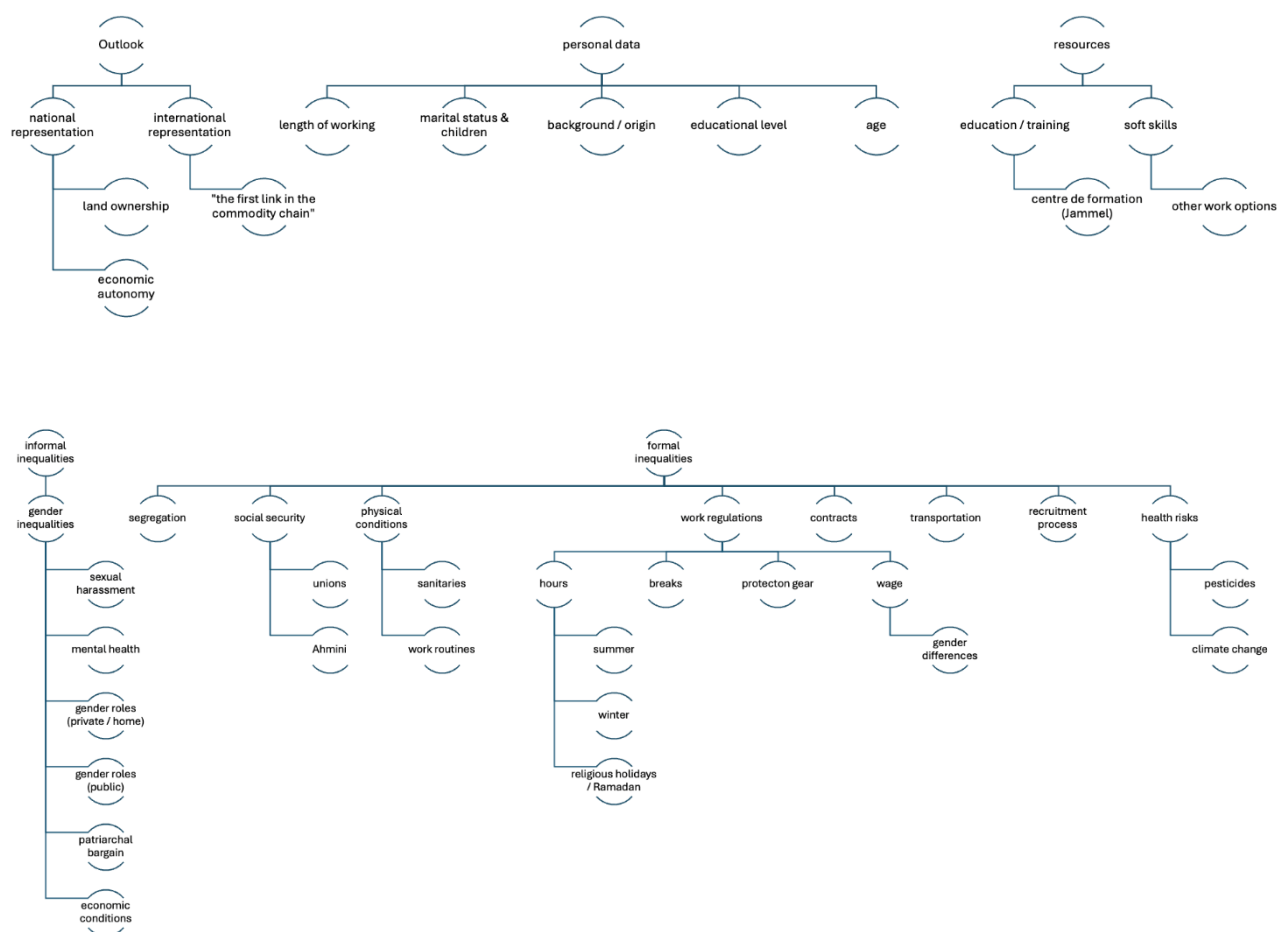 Outlook
personal data
resources
national
representation
international
representation
length of working
marital status &
children
background / origin
educational level
age
education / training
soft skills
land ownership
"the first link in the
commodity chain"
centre de formation
(Jammel)
other work options
economic
autonomy
informal
inequalities
formal
inequalities
gender
inequalities
segregation
social security
physical
conditions
work regulations
contracts
transportation
recruitment
process
health risks
sexual
harassment
unions
sanitaries
hours
breaks
protecton gear
wage
pesticides
mental health
Ahmini
work routines
summer
gender
differences
climate change
gender roles
(private / home)
winter
gender roles
(public)
religious holidays
/ Ramadan
patriarchal
bargain
economic
conditions